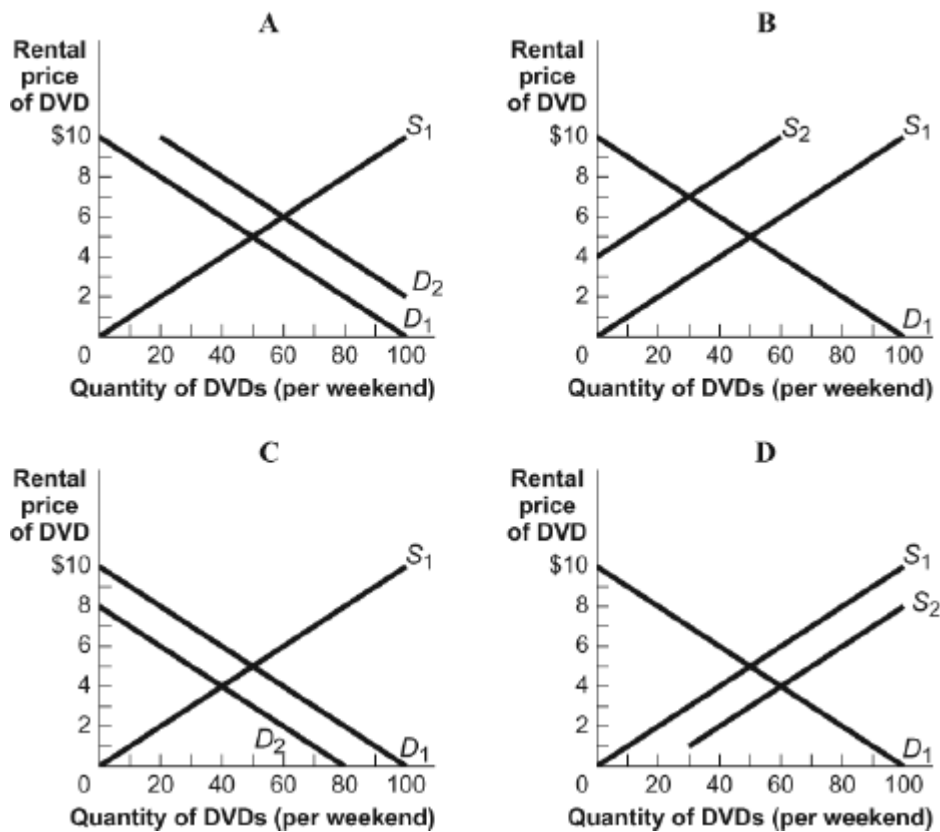 A
Rental
price
of DVD
$10
8
6
4
2
0
S1
D2
D1
20 40 60 80 100
Quantity of DVDs (per weekend)
B
Rental
price
of DVD
$10
8
6
4
2
0
S2
S1
D1
20 40 60 80 100
Quantity of DVDs (per weekend)
C
Rental
price
of DVD
$10
8
6
4
2
0
S1
D2
D1
20 40 60 80 100
Quantity of DVDs (per weekend)
D
Rental
price
of DVD
$10
8
6
4
2
0
S1
S2
D1
20 40 60 80 100
Quantity of DVDs (per weekend)